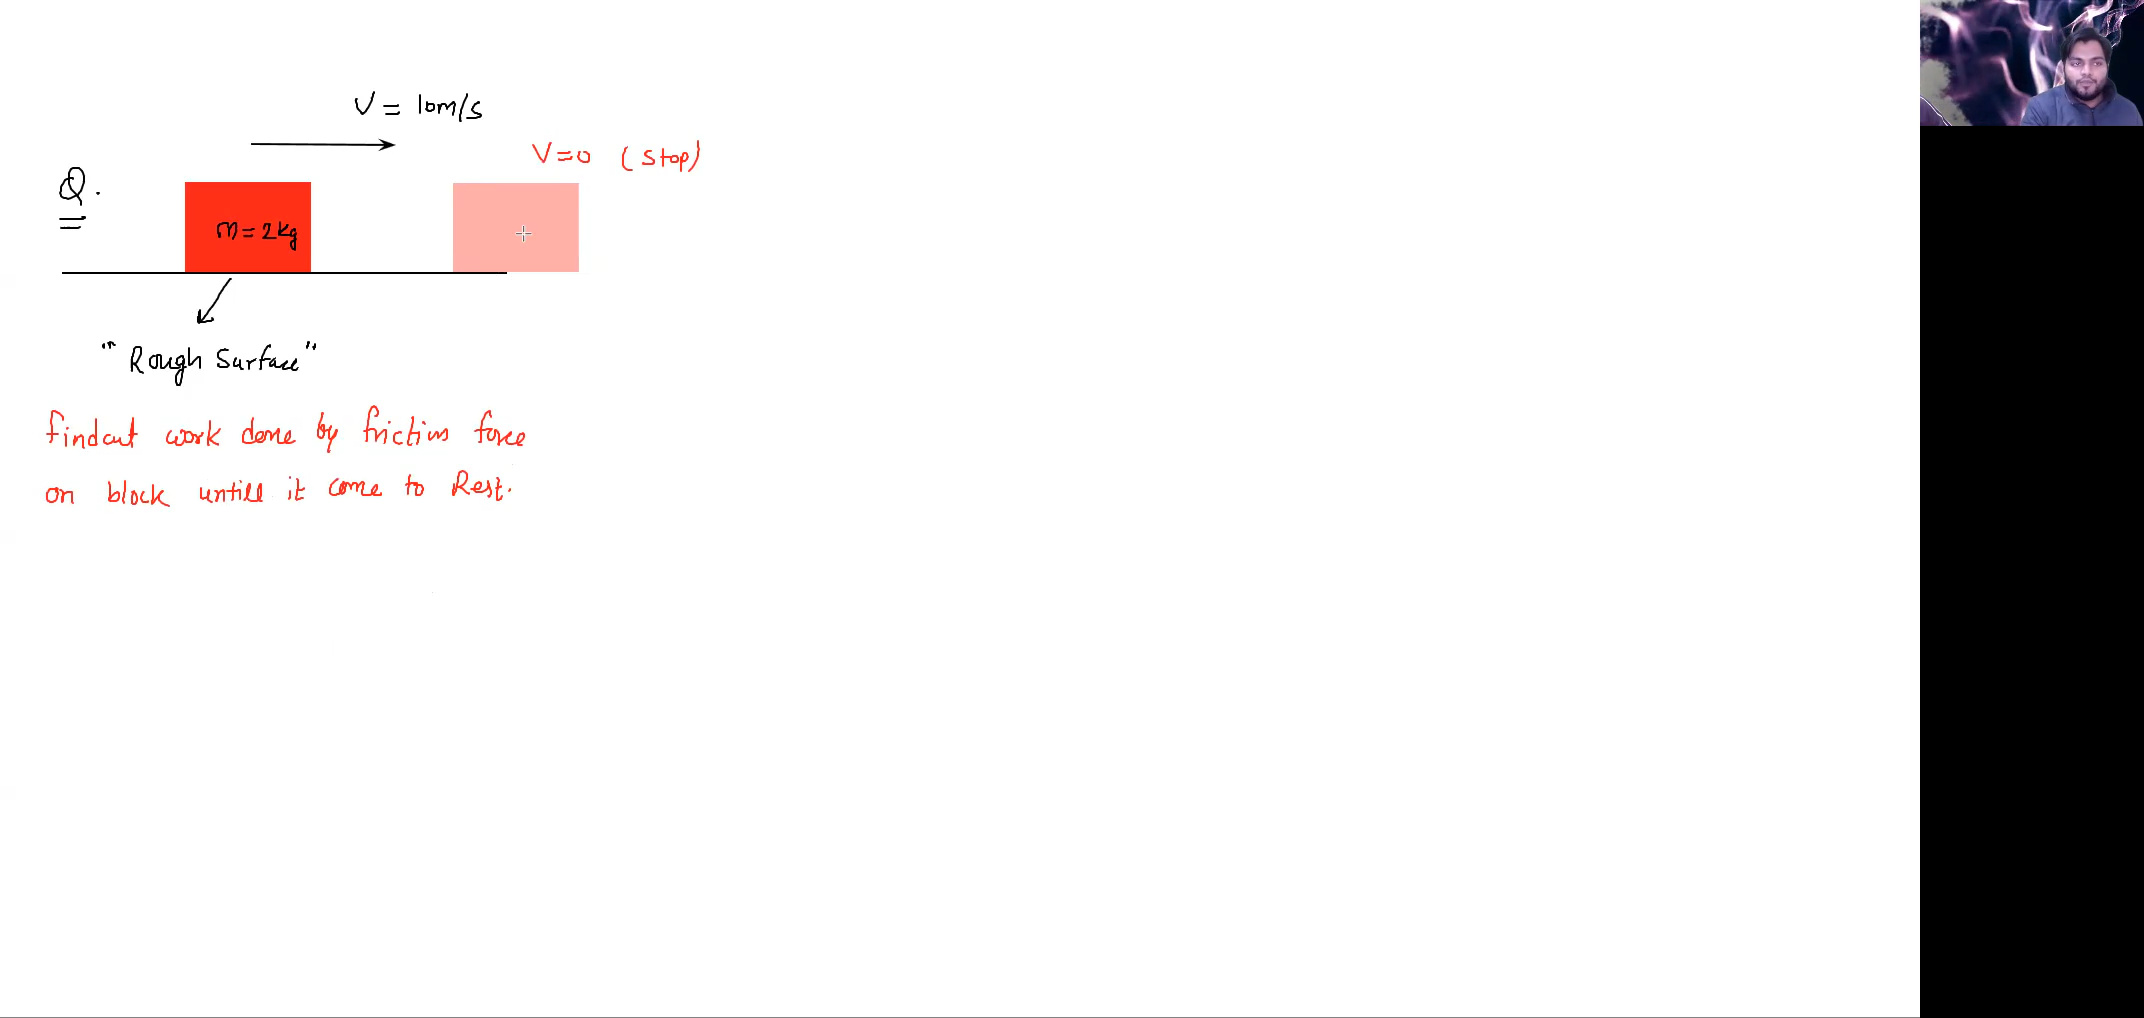 V = 10m/s
V=0 (stop)
Q.
m=2kg
"Rough Surface"
findout work done by friction force
on block untill it come to Rest.